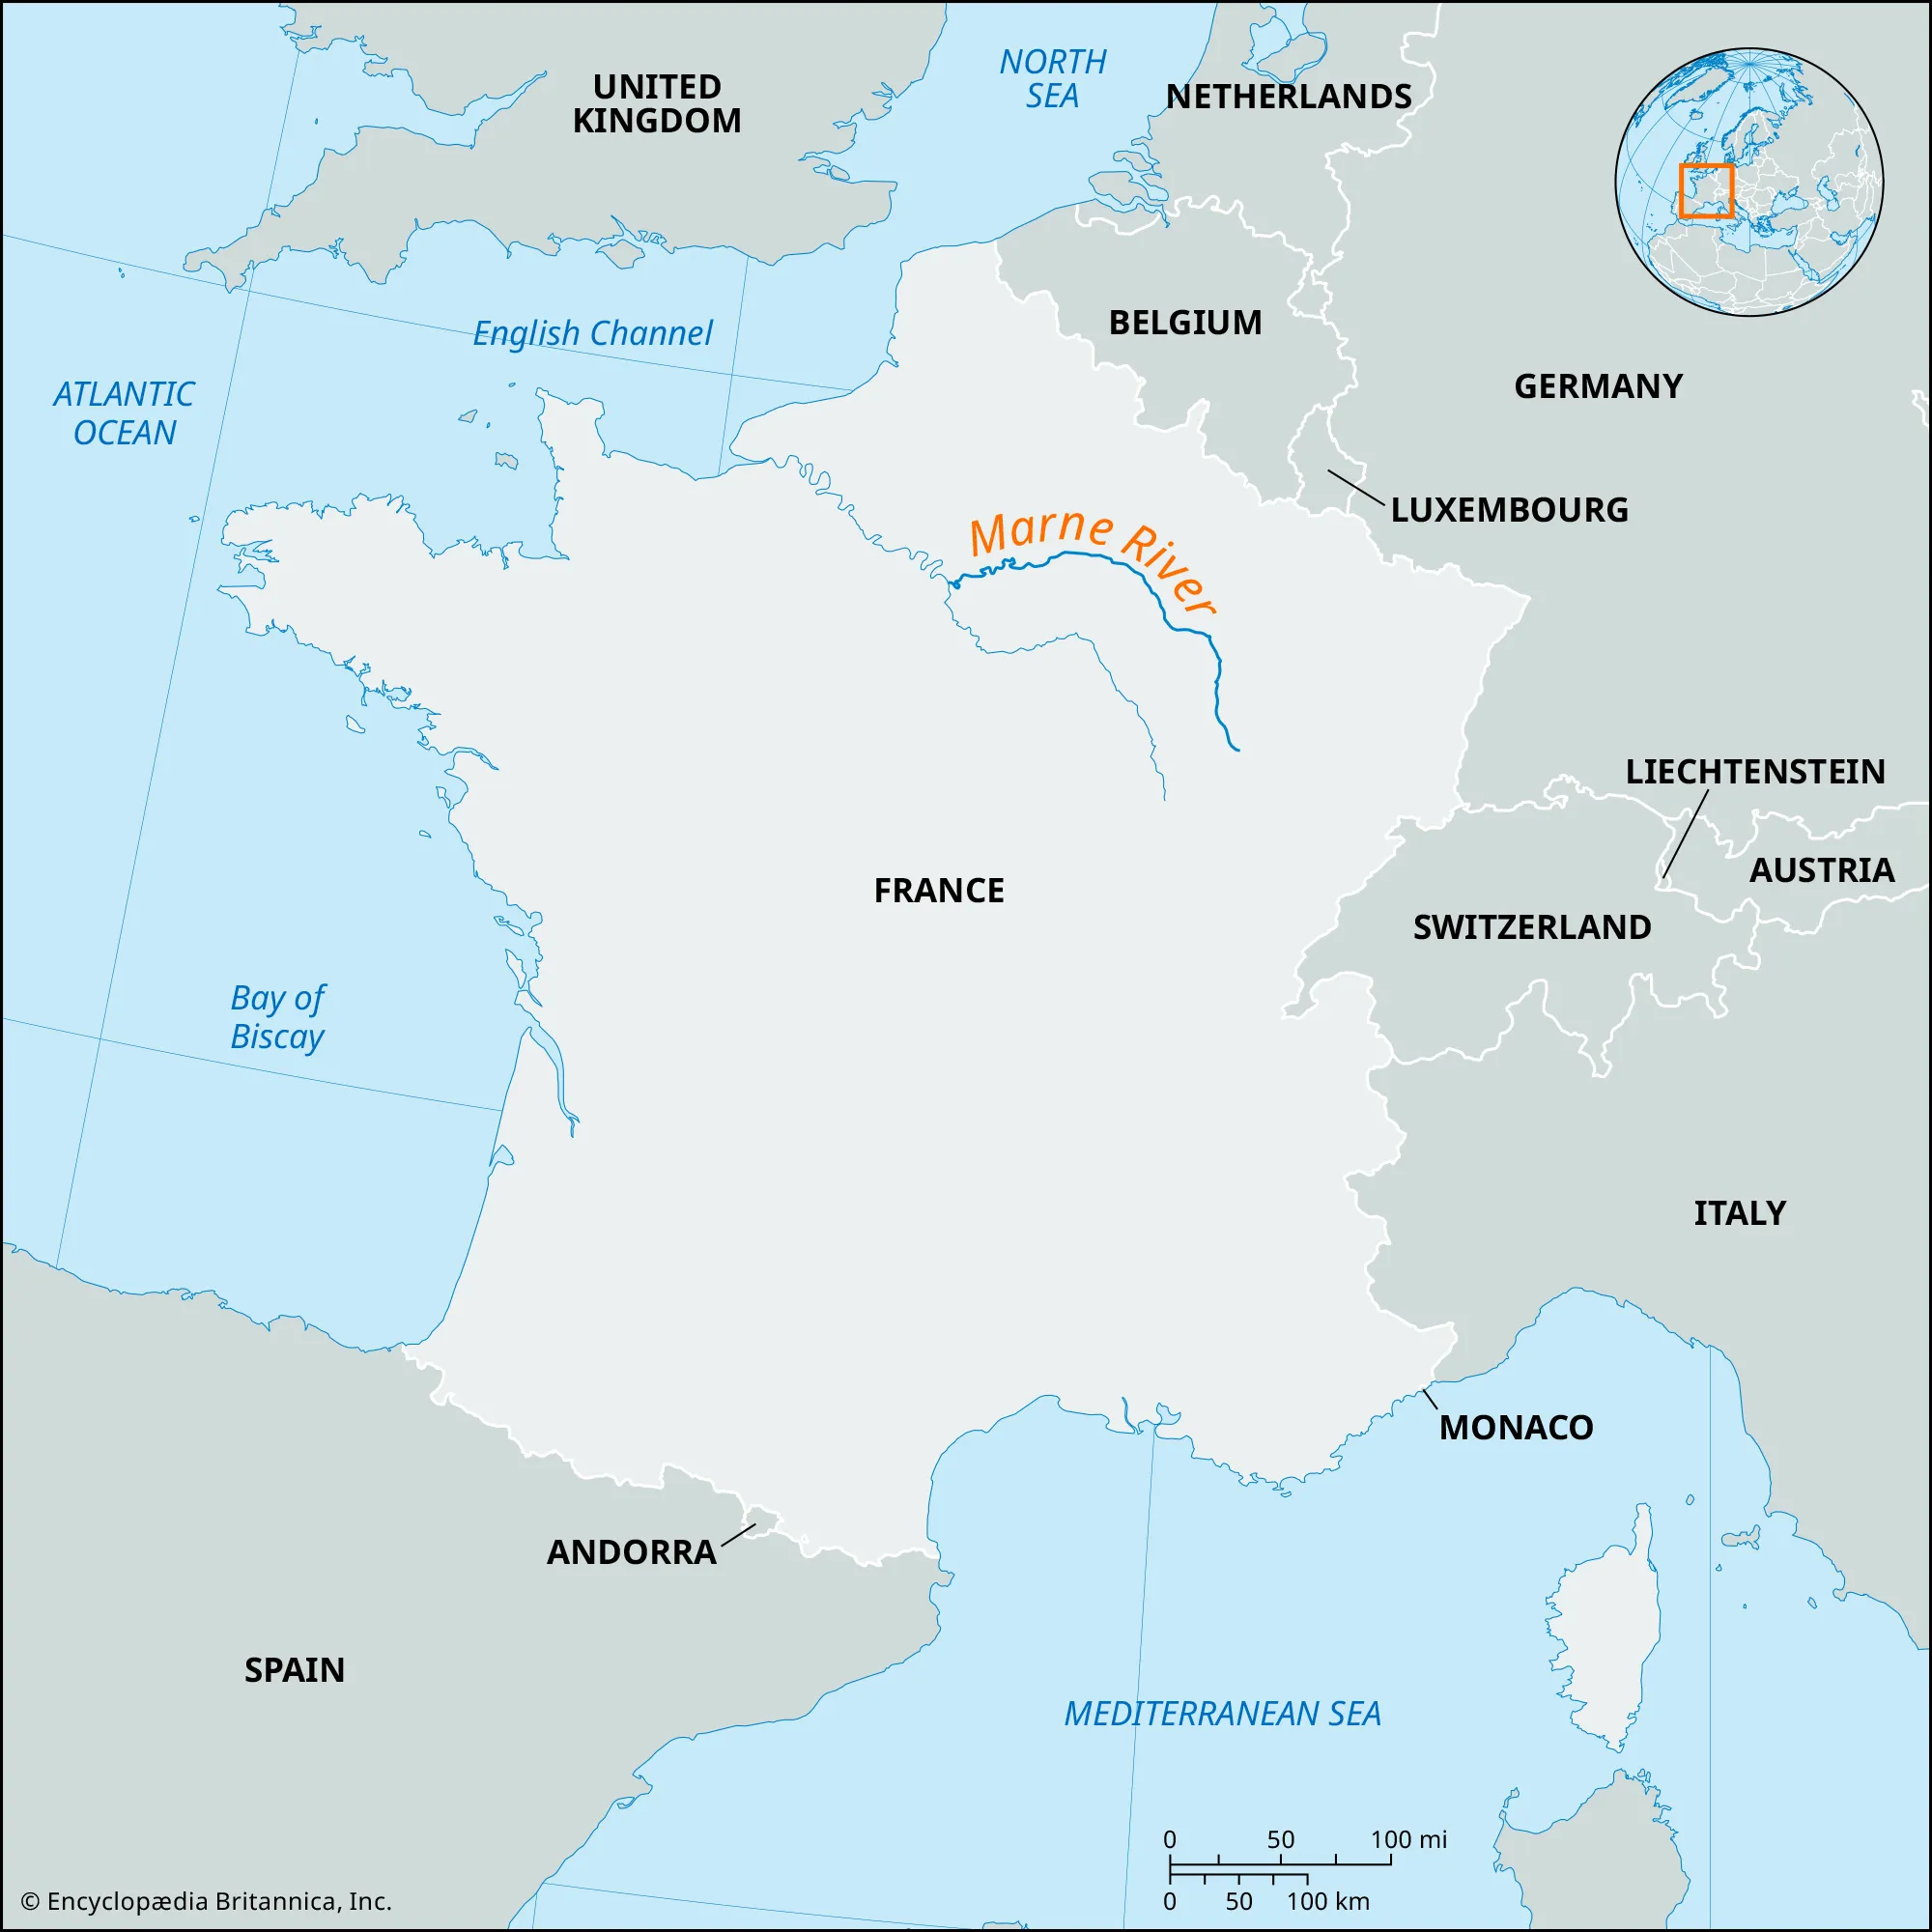 NORTH
SEA
UNITED
KINGDOM
NETHERLANDS
BELGIUM
English Channel
GERMANY
ATLANTIC
OCEAN
LUXEMBOURG
Marne River
LIECHTENSTEIN
AUSTRIA
FRANCE
SWITZERLAND
Bay of
Biscay
ITALY
MONACO
ANDORRA
SPAIN
MEDITERRANEAN SEA
0 50 100 mi
0 50 100 km
© Encyclopædia Britannica, Inc.